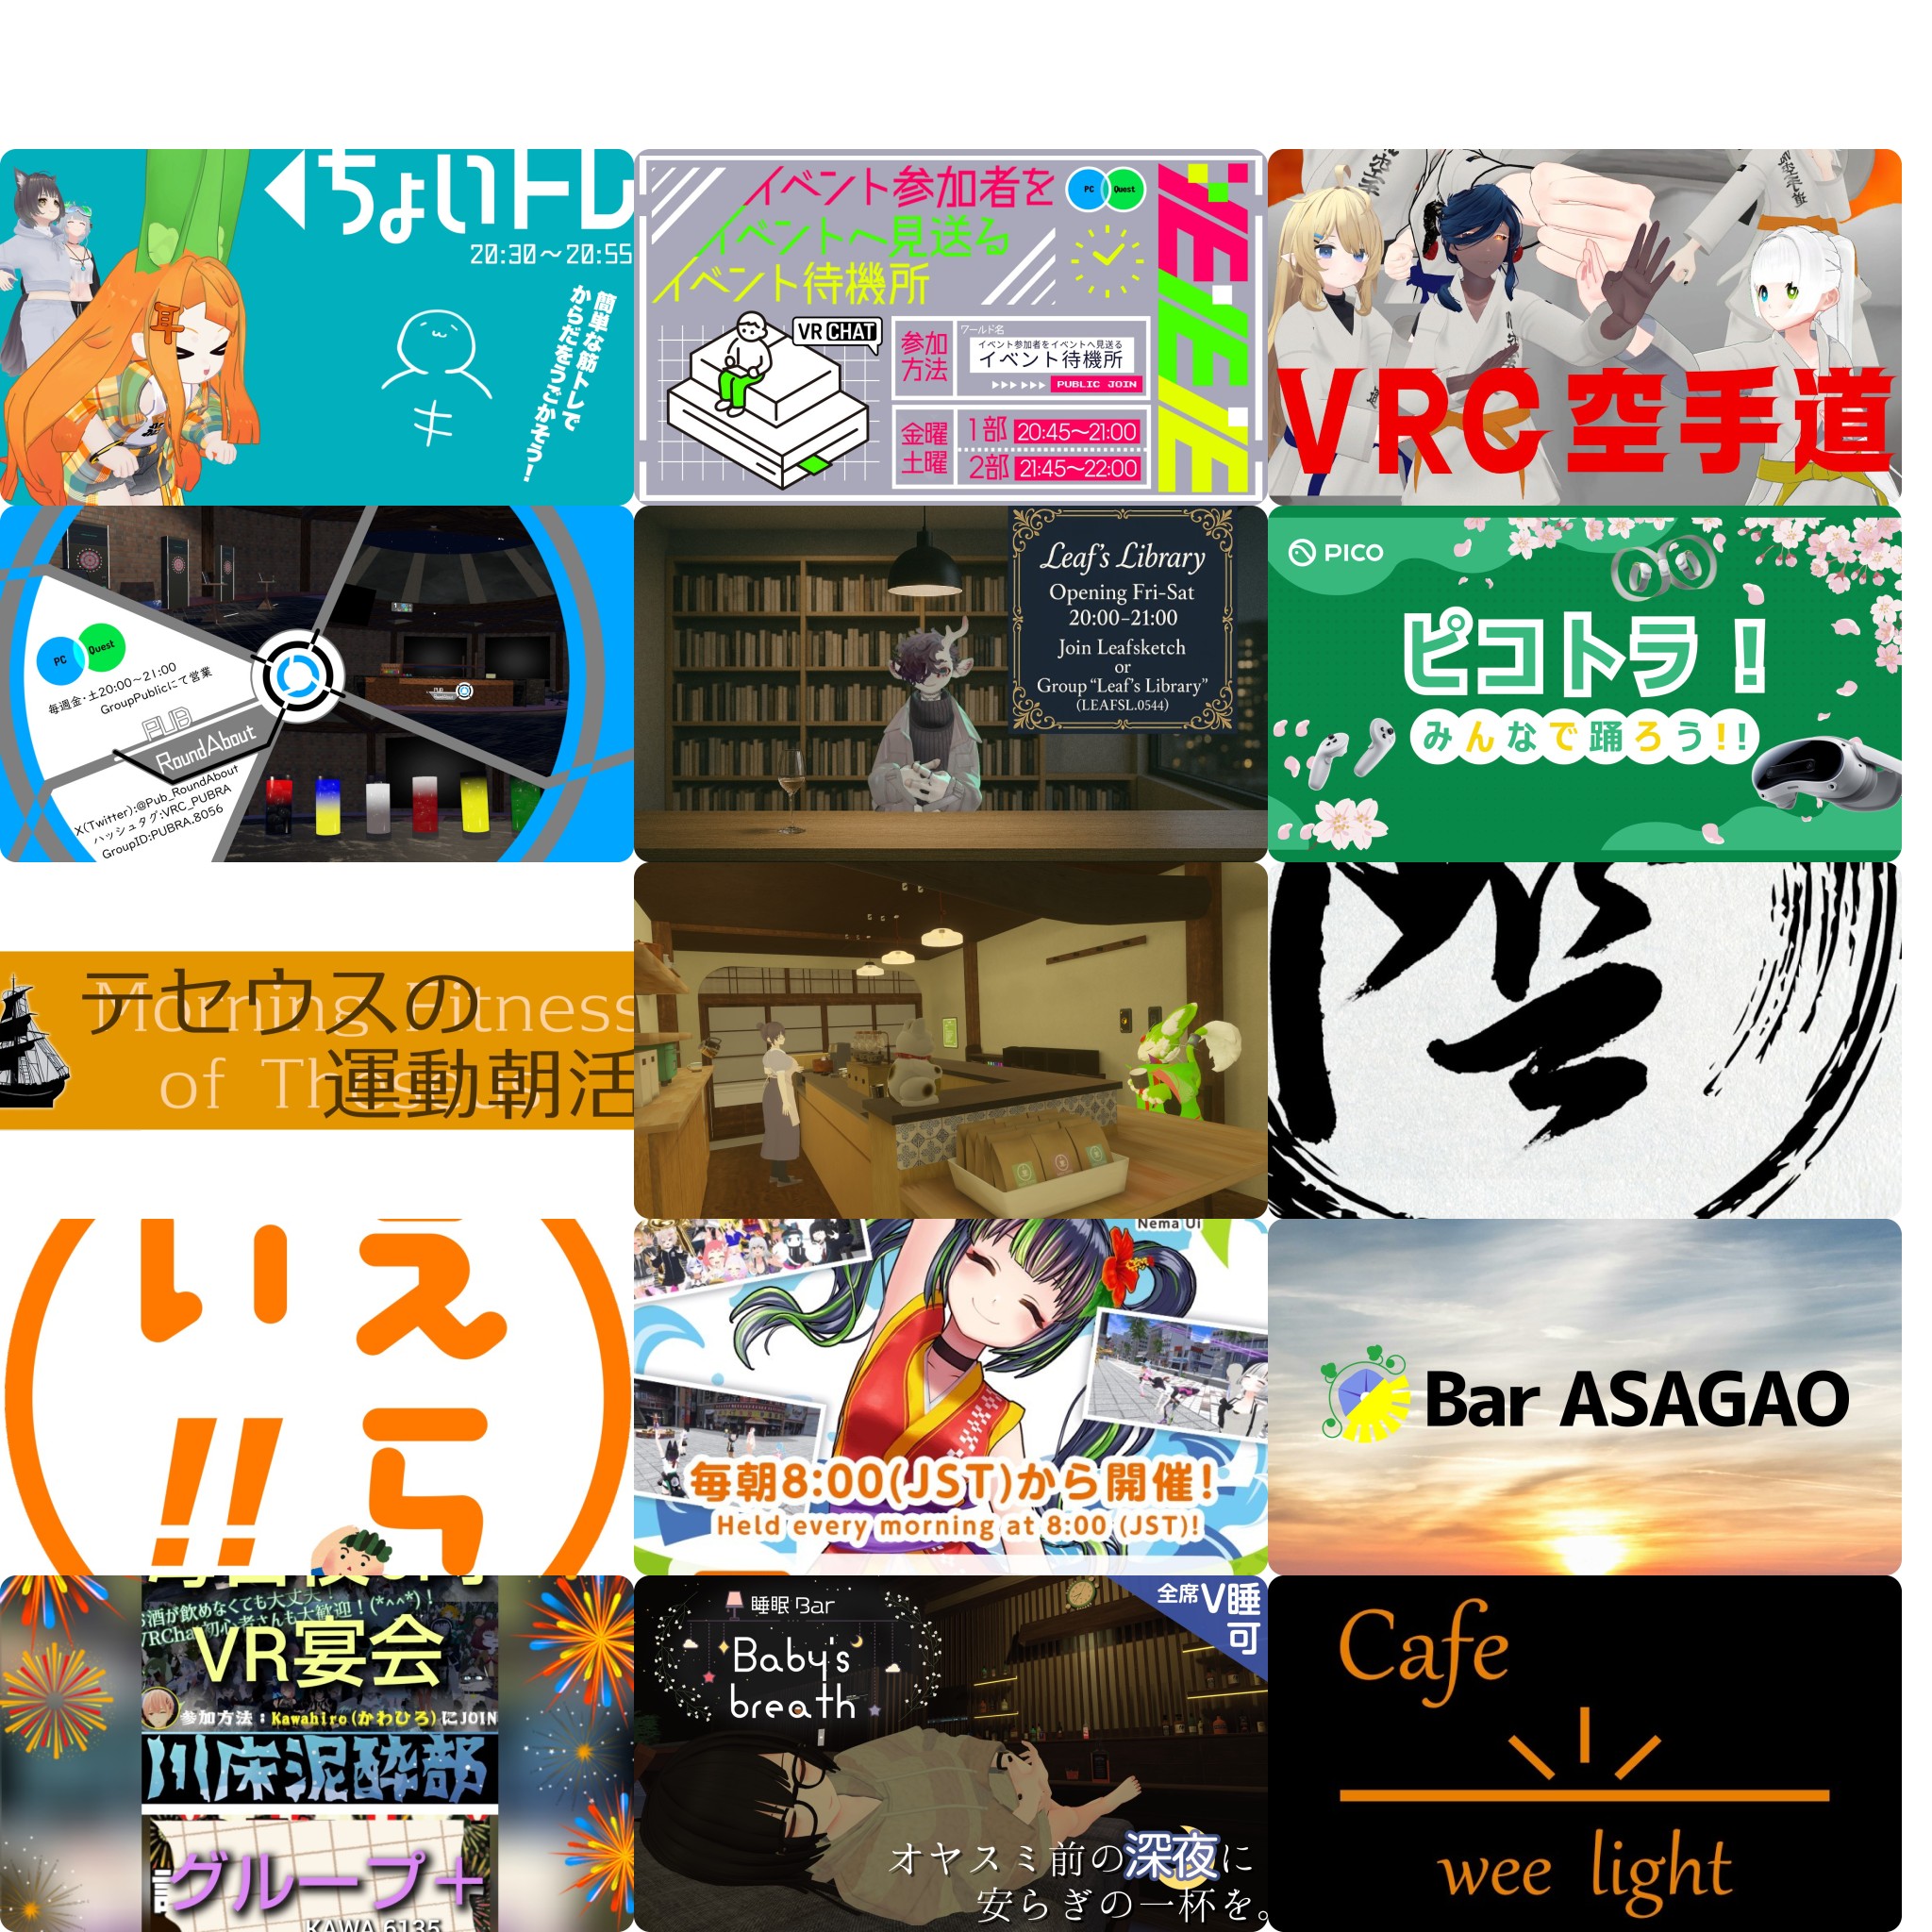 ちょいトレ
20:30～20:55
簡単な筋トレで
からだをうごかそう!
イベント参加者を
イベントへ見送る
イベント待機所
PC Quest
VRCHAT
参加
方法
ワールド名
イベント参加者をイベントへ見送る
イベント待機所
PUBLIC JOIN
金曜
土曜
1部 20:45～21:00
2部 21:45～22:00
VRC空手道
PC Quest
毎週金・土20:00～21:00
GroupPublicにて営業
PUB
RoundAbout
X(Twitter):@Pub_RoundAbout
ハッシュタグ:VRC_PUBRA
GroupID:PUBRA.8056
Leaf's Library
Opening Fri-Sat
20:00-21:00
Join Leafsketch
or
Group “Leaf's Library”
(LEAFSL.0544)
PICO
ピコトラ！
みんなで踊ろう!!
テセウスの
運動朝活
Morning Fitness
of Theseus
いえ
!!ら
Nema Ui
毎朝8:00(JST)から開催!
Held every morning at 8:00 (JST)!
Bar ASAGAO
お酒が飲めなくても大丈夫
VRChat初心者さんも大歓迎！(*^^*)！
VR宴会
参加方法：Kawahiro(かわひろ)にJOIN
川床泥酔部
グループ＋
KAWA.6135
睡眠 Bar
Baby's
breath
全席V睡
可
オヤスミ前の深夜に
安らぎの一杯を。
Cafe
wee light